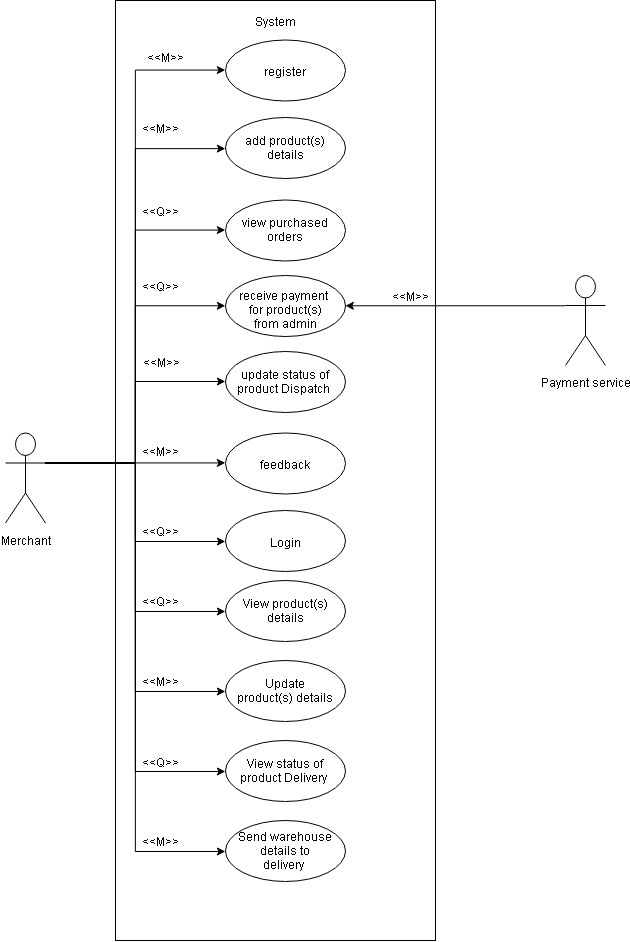 System
<<M>>
register
<<M>>
add product(s)
details
<<Q>>
view purchased
orders
<<Q>>
receive payment
for product(s)
from admin
<<M>>
Payment service
<<M>>
update status of
product Dispatch
<<M>>
feedback
Merchant
<<Q>>
Login
<<Q>>
View product(s)
details
<<M>>
Update
product(s) details
<<Q>>
View status of
product Delivery
<<M>>
Send warehouse
details to
delivery